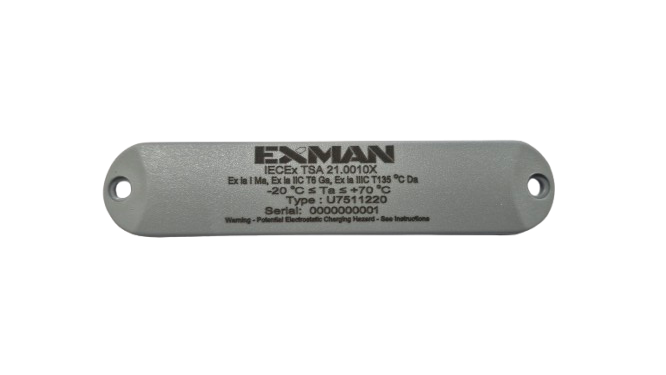 EXMAN
IECEx TSA 21.0010X
Ex ia I Ma, Ex ia IIC T6 Ga, Ex ia IIIC T135 °C Da
-20 °C ≤ Ta ≤ +70 °C
Type : U7511220
Serial: 0000000001
Warning - Potential Electrostatic Charging Hazard - See Instructions